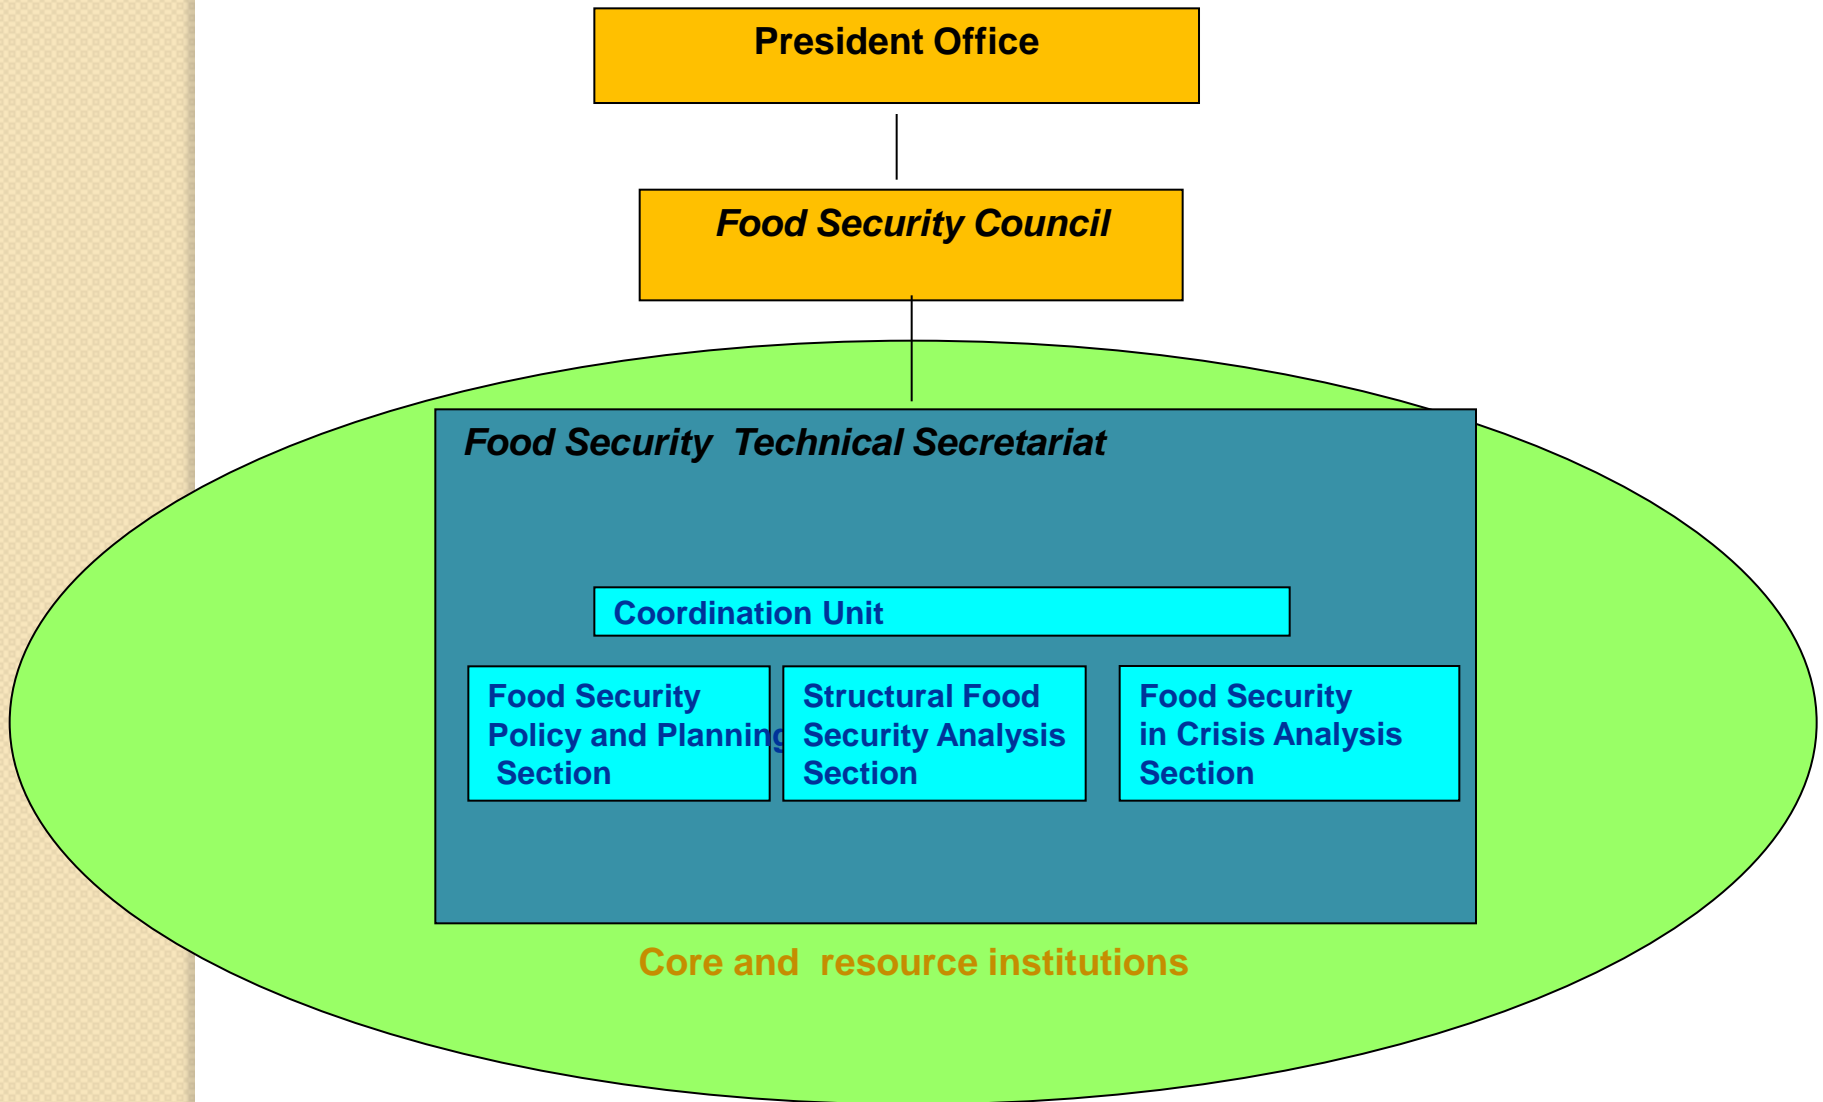 President Office
Food Security Council
Food Security  Technical Secretariat
Coordination Unit
Food Security
Policy and Planning
Section
Structural Food
Security Analysis
Section
Food Security
in Crisis Analysis
Section
Core and  resource institutions